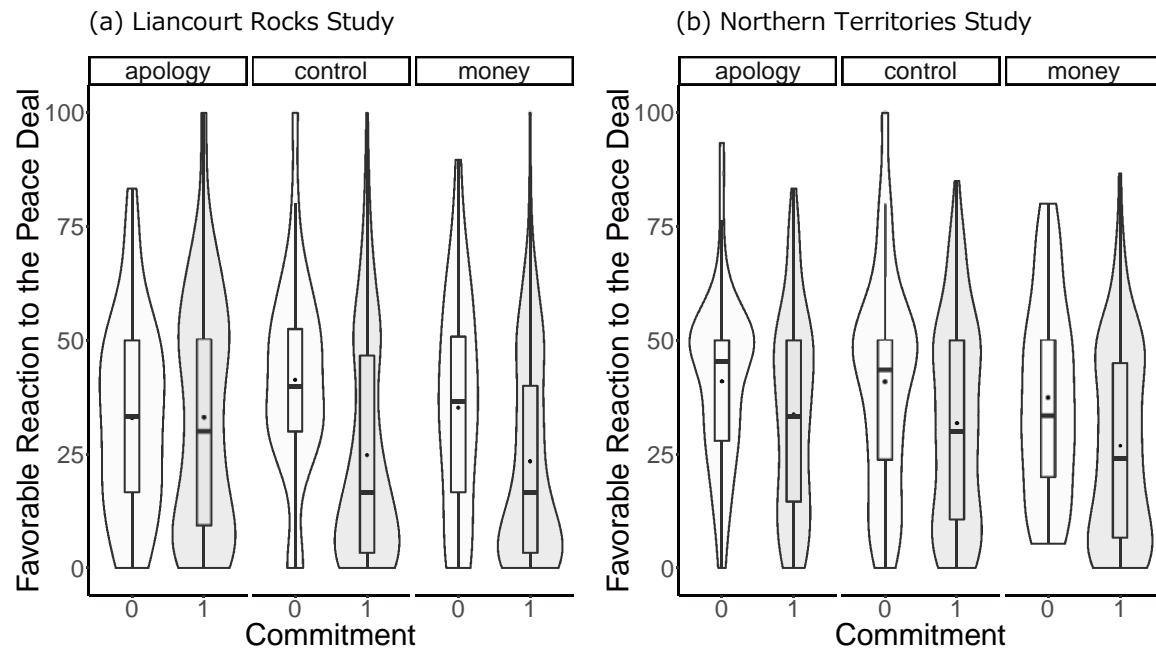 (a) Liancourt Rocks Study
apology control money
Favorable Reaction to the Peace Deal
100
75
50
25
0
0 1 0 1 0 1
Commitment
(b) Northern Territories Study
apology control money
Favorable Reaction to the Peace Deal
100
75
50
25
0
0 1 0 1 0 1
Commitment